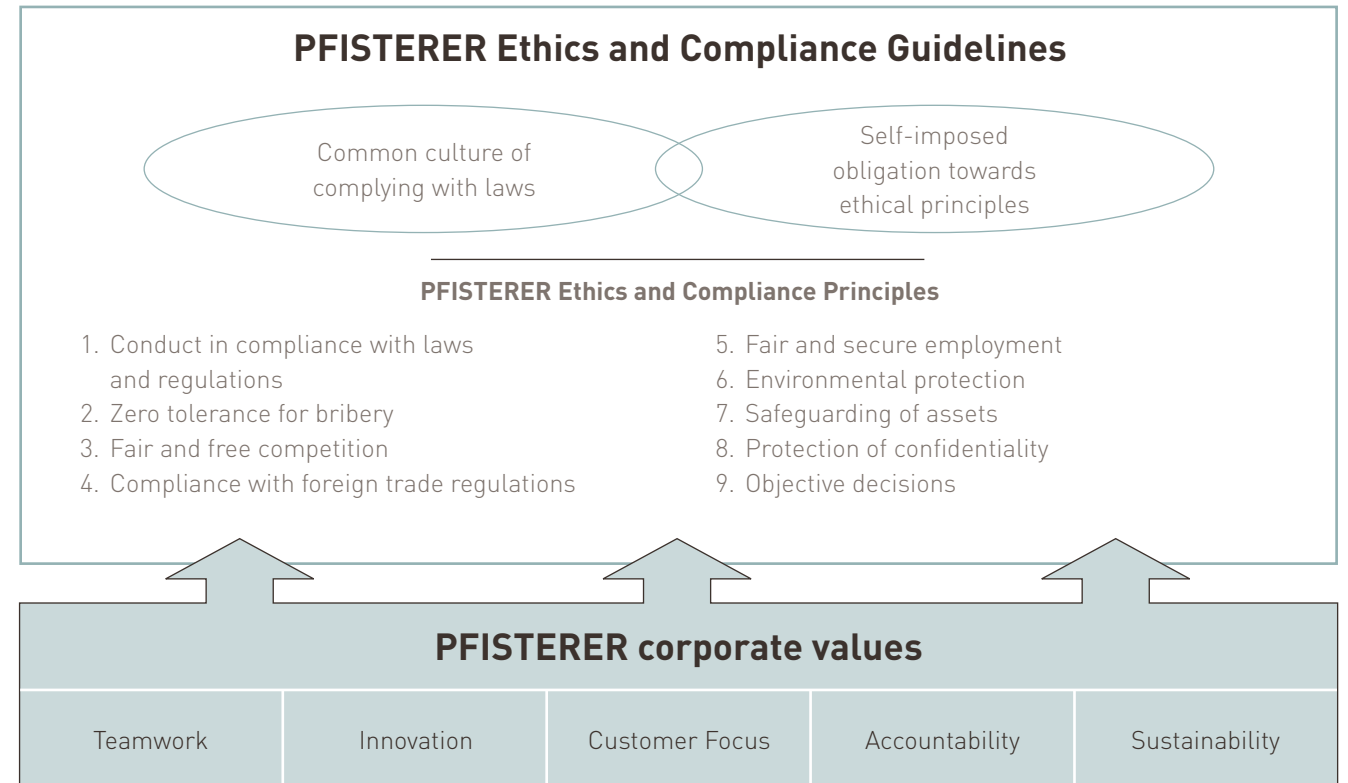 PFISTERER Ethics and Compliance Guidelines
Common culture of
complying with laws
Self-imposed
obligation towards
ethical principles
PFISTERER Ethics and Compliance Principles
1. Conduct in compliance with laws
and regulations
2. Zero tolerance for bribery
3. Fair and free competition
4. Compliance with foreign trade regulations
5. Fair and secure employment
6. Environmental protection
7. Safeguarding of assets
8. Protection of confidentiality
9. Objective decisions
PFISTERER corporate values
Teamwork
Innovation
Customer Focus
Accountability
Sustainability